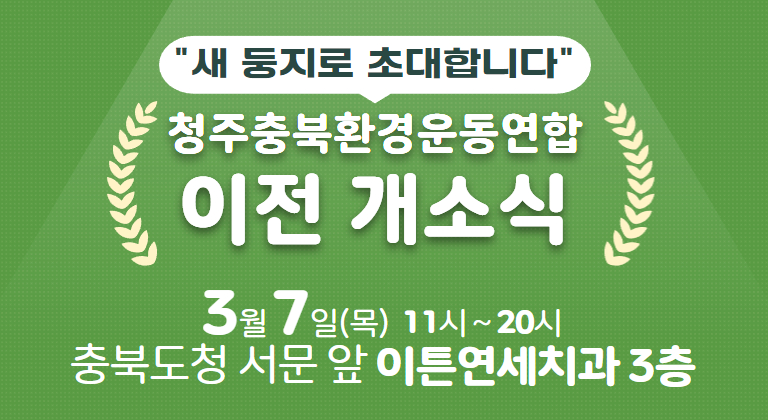 "새 둥지로 초대합니다"
청주충북환경운동연합
이전 개소식
3월 7일(목) 11시 ~ 20시
충북도청 서문 앞 이튼연세치과 3층